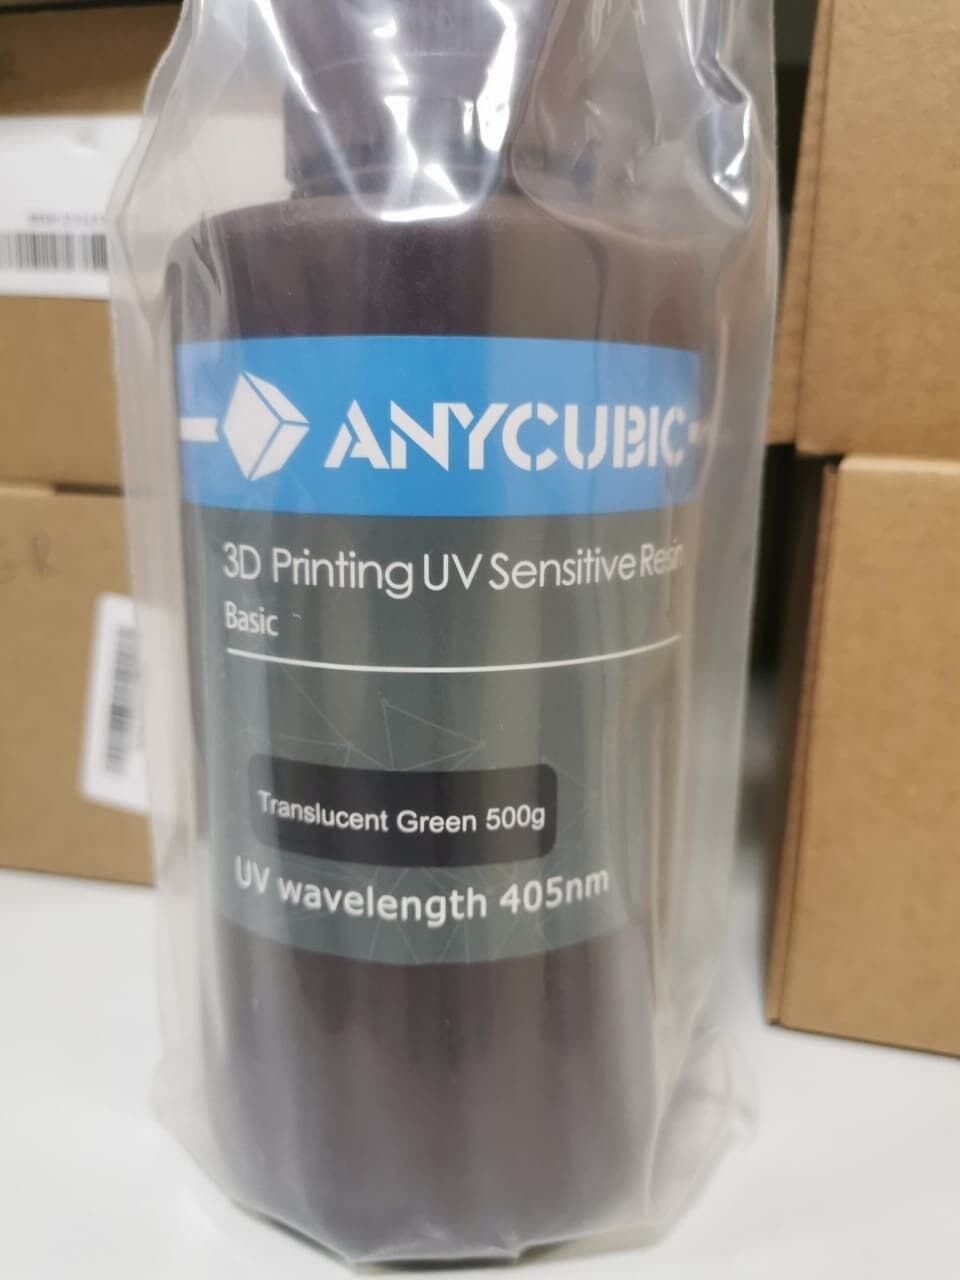 ANYCUBIC
3D Printing UV Sensitive Resin
Basic
Translucent Green 500g
UV wavelength 405nm